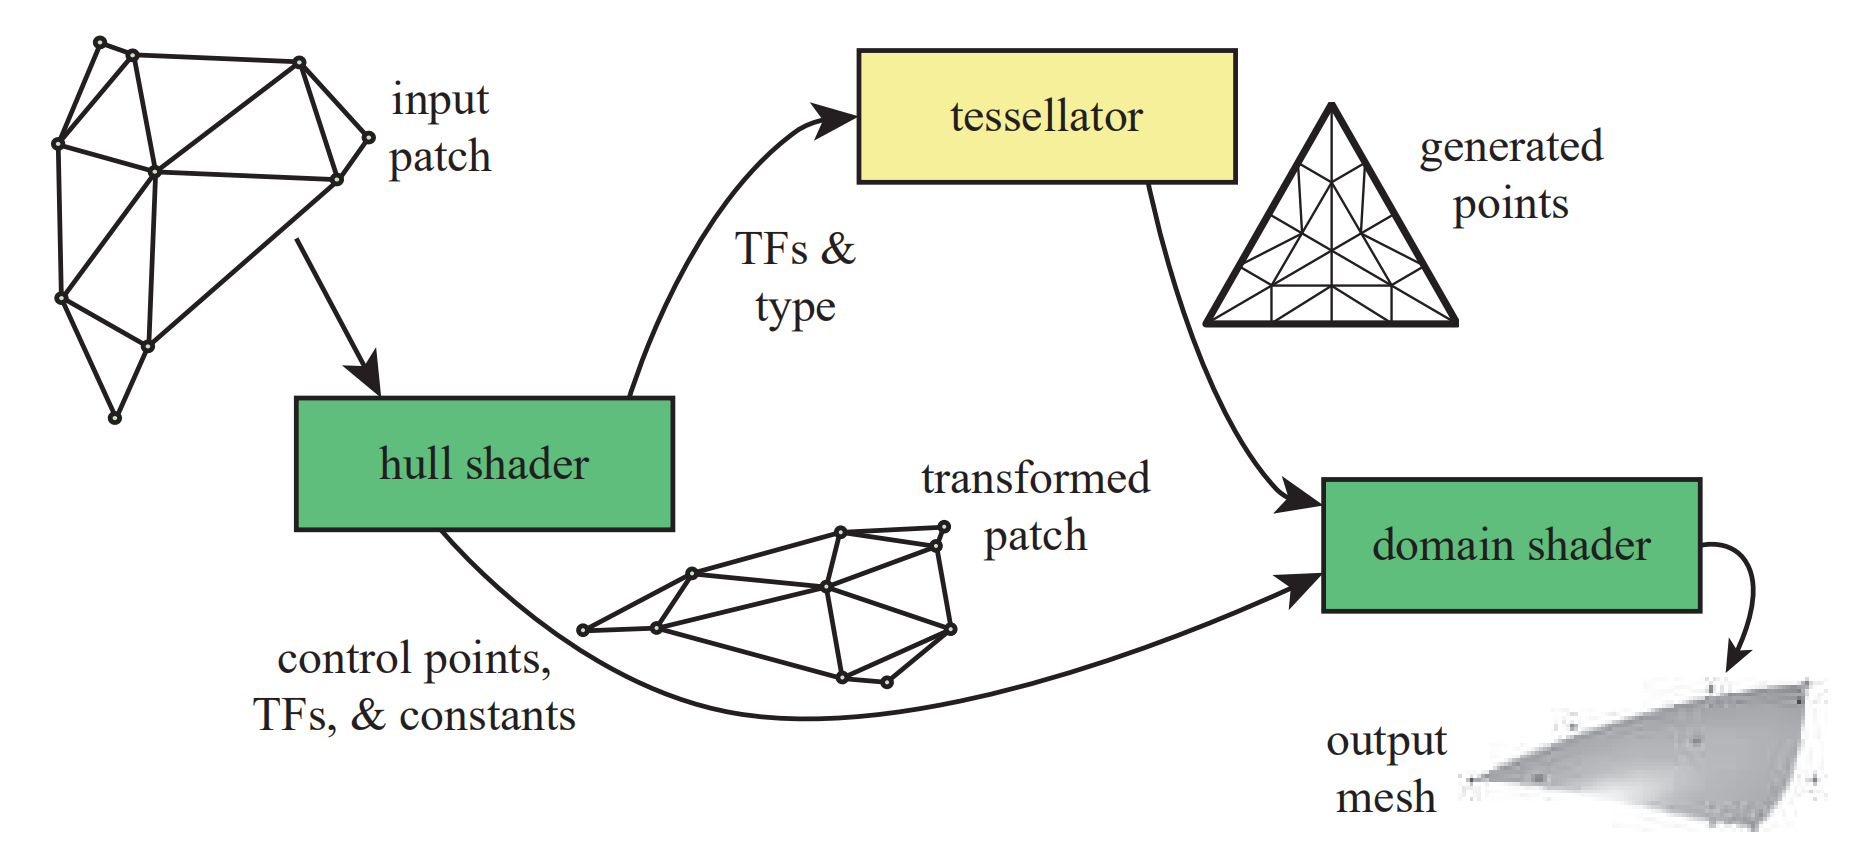 input
patch
tessellator
generated
points
TFs &
type
hull shader
transformed
patch
domain shader
control points,
TFs, & constants
output
mesh